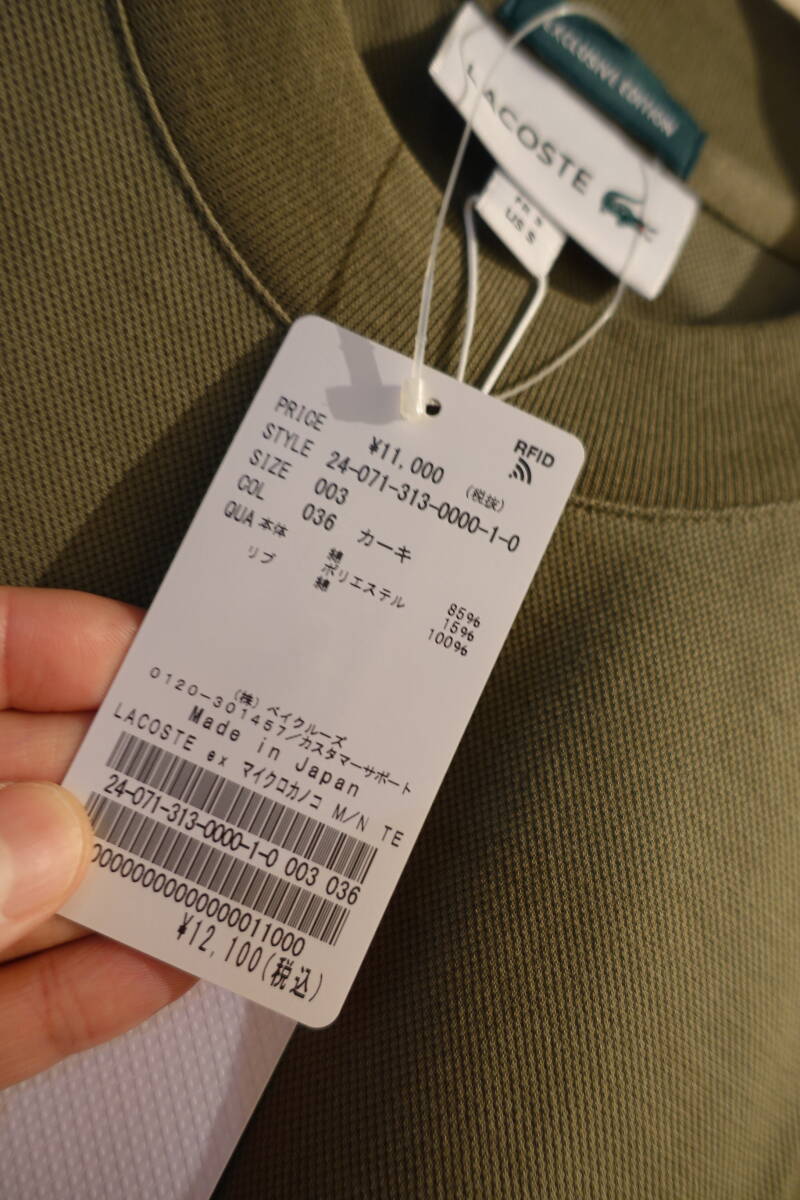 EXCLUSIVE EDITION
LACOSTE
US S
RFID
PRICE ¥11,000 (税抜)
STYLE 24-071-313-0000-1-0
SIZE 003
COL 036 カーキ
QUA 本体 綿 85%
ポリエステル 15%
リブ 綿 100%
(株) ベイクルーズ
0120-301457/カスタマーサポート
Made in Japan
LACOSTE ex マイクロカノコ M/N TE
24-071-313-0000-1-0 003 036
0000000000000011000
¥12,100(税込)